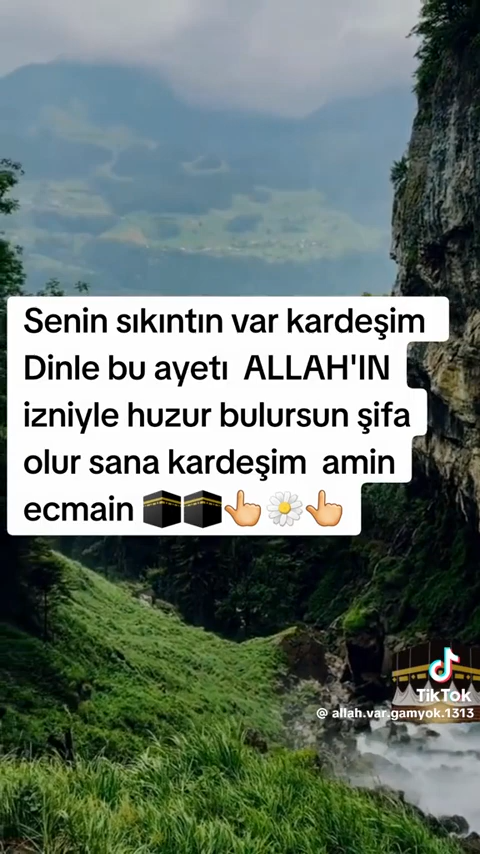 Senin sıkıntın var kardeşim
Dinle bu ayetı ALLAH'IN
izniyle huzur bulursun şifa
olur sana kardeşim amin
ecmain 🕋🕋👆🌼👆
TikTok
@ allah.var.gamyok.1313